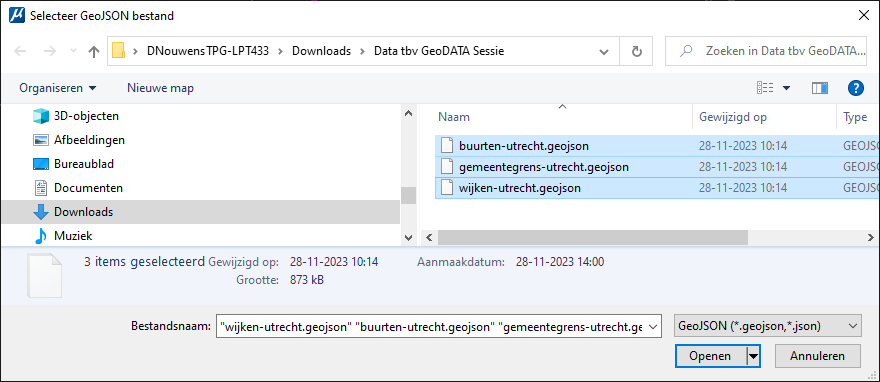 Selecteer GeoJSON bestand
DNouwensTPG-LPT433 Downloads Data tbv GeoDATA Sessie
Zoeken in Data tbv GeoDATA...
Organiseren Nieuwe map
3D-objecten
Afbeeldingen
Bureaublad
Documenten
Downloads
Muziek
Naam Gewijzigd op Type
buurten-utrecht.geojson 28-11-2023 10:14 GEOJS
gemeentegrens-utrecht.geojson 28-11-2023 10:14 GEOJS
wijken-utrecht.geojson 28-11-2023 10:14 GEOJS
3 items geselecteerd Gewijzigd op: 28-11-2023 10:14 Aanmaakdatum: 28-11-2023 14:00
Grootte: 873 kB
Bestandsnaam: "wijken-utrecht.geojson" "buurten-utrecht.geojson" "gemeentegrens-utrecht.ge GeoJSON (*.geojson,*.json)
Openen Annuleren